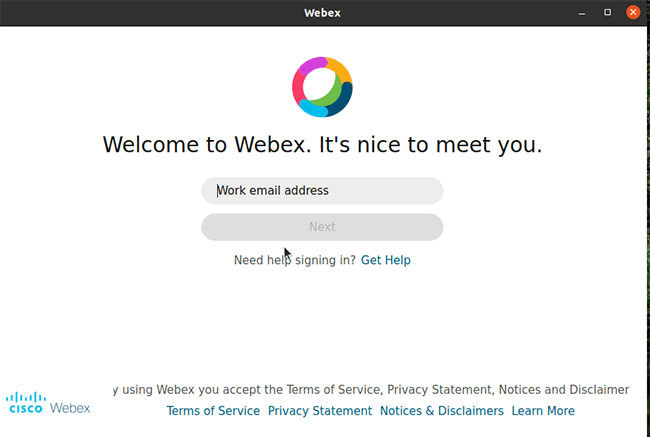 Webex
Welcome to Webex. It's nice to meet you.
Work email address
Next
Need help signing in? Get Help
y using Webex you accept the Terms of Service, Privacy Statement, Notices and Disclaimer
Terms of Service Privacy Statement Notices & Disclaimers Learn More
CISCO Webex